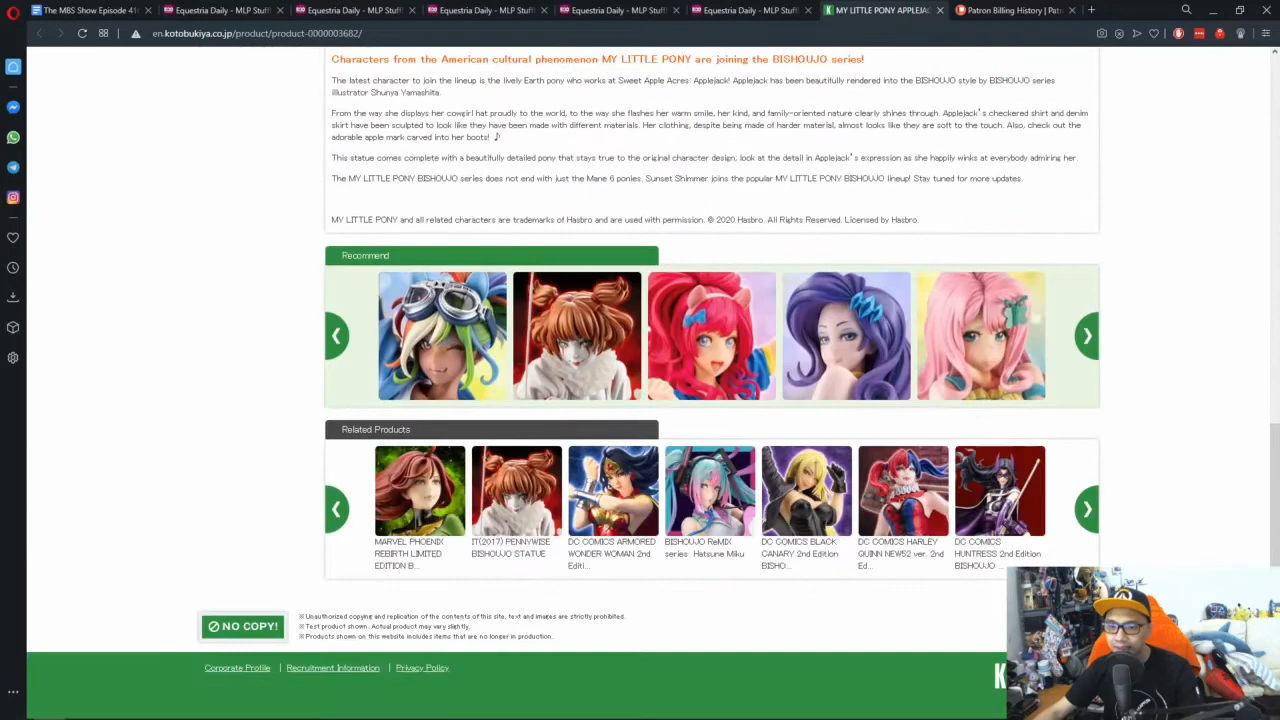 The MBS Show Episode 41
Equestria Daily - MLP Stuff
Equestria Daily - MLP Stuff
Equestria Daily - MLP Stuff
Equestria Daily - MLP Stuff
Equestria Daily - MLP Stuff
MY LITTLE PONY APPLEJA
Patron Billing History | Pat
en.kotobukiya.co.jp/product/product-0000003682/
Characters from the American cultural phenomenon MY LITTLE PONY are joining the BISHOUJO series!
The latest character to join the lineup is the lively Earth pony who works at Sweet Apple Acres: Applejack! Applejack has been beautifully rendered into the BISHOUJO style by BISHOUJO series
illustrator Shunya Yamashita.
From the way she displays her cowgirl hat proudly to the world, to the way she flashes her warm smile, her kind, and family-oriented nature clearly shines through. Applejack's checkered shirt and denim
skirt have been sculpted to look like they have been made with different materials. Her clothing, despite being made of harder material, almost looks like they are soft to the touch. Also, check out the
adorable apple mark carved into her boots! ♪
This statue comes complete with a beautifully detailed pony that stays true to the original character design; look at the detail in Applejack's expression as she happily winks at everybody admiring her.
The MY LITTLE PONY BISHOUJO series does not end with just the Mane 6 ponies. Sunset Shimmer joins the popular MY LITTLE PONY BISHOUJO lineup! Stay tuned for more updates.
MY LITTLE PONY and all related characters are trademarks of Hasbro and are used with permission. © 2020 Hasbro. All Rights Reserved. Licensed by Hasbro.
Recommend
Related Products
MARVEL PHOENIX
REBIRTH LIMITED
EDITION B...
IT(2017) PENNYWISE
BISHOUJO STATUE
DC COMICS ARMORED
WONDER WOMAN 2nd
Editi...
BISHOUJO ReMIX
series Hatsune Miku
DC COMICS BLACK
CANARY 2nd Edition
BISHO...
DC COMICS HARLEY
QUINN NEW52 ver. 2nd
Ed...
DC COMICS
HUNTRESS 2nd Edition
BISHOUJO ...
NO COPY!
※Unauthorized copying and replication of the contents of this site, text and images are strictly prohibited.
※Test product shown. Actual product may vary slightly.
※Products shown on this website includes items that are no longer in production.
Corporate Profile | Recruitment Information | Privacy Policy
K